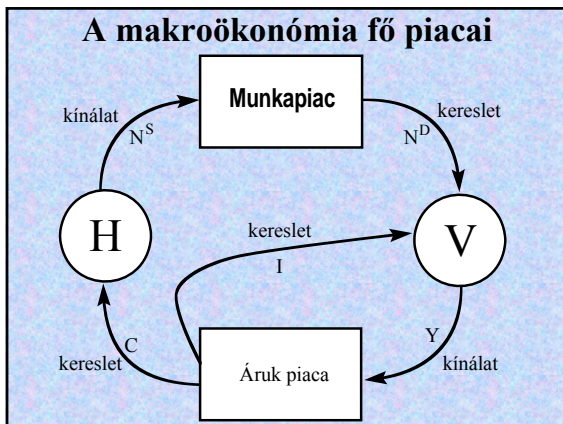 A makroökonómia fő piacai
Munkapiac
kínálat
kereslet
N^S
N^D
H
kereslet
V
I
C
Y
kereslet
Áruk piaca
kínálat